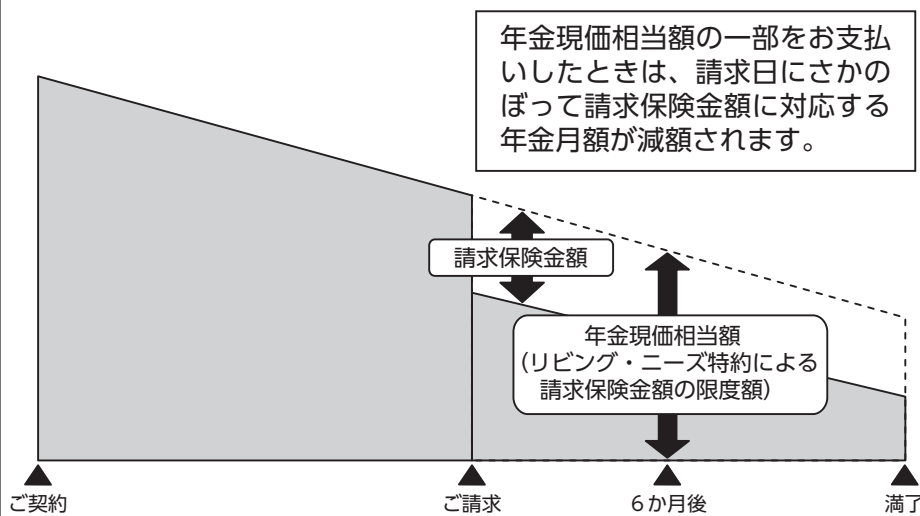 年金現価相当額の一部をお支払
いしたときは、請求日にさかの
ぼって請求保険金額に対応する
年金月額が減額されます。
請求保険金額
年金現価相当額
(リビング・ニーズ特約による
請求保険金額の限度額)
ご契約
ご請求
6か月後
満了